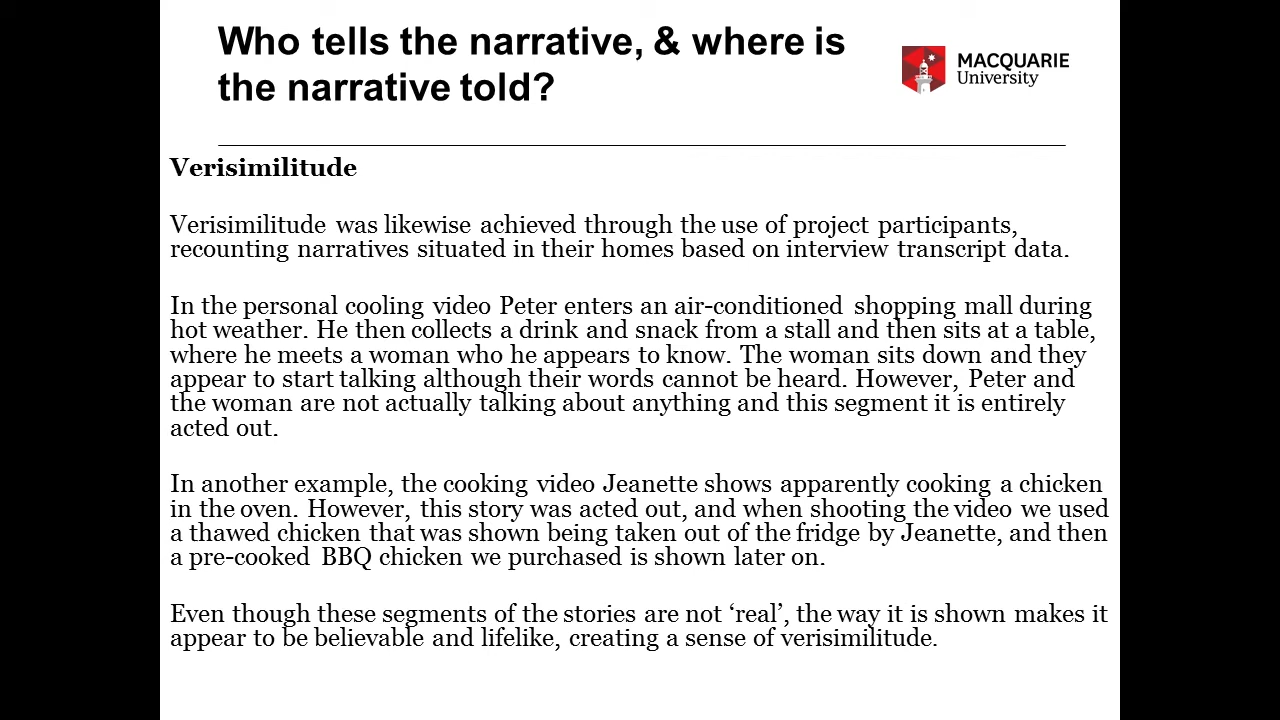 Who tells the narrative, & where is
the narrative told?
MACQUARIE
University
Verisimilitude
Verisimilitude was likewise achieved through the use of project participants,
recounting narratives situated in their homes based on interview transcript data.
In the personal cooling video Peter enters an air-conditioned shopping mall during
hot weather. He then collects a drink and snack from a stall and then sits at a table,
where he meets a woman who he appears to know. The woman sits down and they
appear to start talking although their words cannot be heard. However, Peter and
the woman are not actually talking about anything and this segment it is entirely
acted out.
In another example, the cooking video Jeanette shows apparently cooking a chicken
in the oven. However, this story was acted out, and when shooting the video we used
a thawed chicken that was shown being taken out of the fridge by Jeanette, and then
a pre-cooked BBQ chicken we purchased is shown later on.
Even though these segments of the stories are not ‘real’, the way it is shown makes it
appear to be believable and lifelike, creating a sense of verisimilitude.